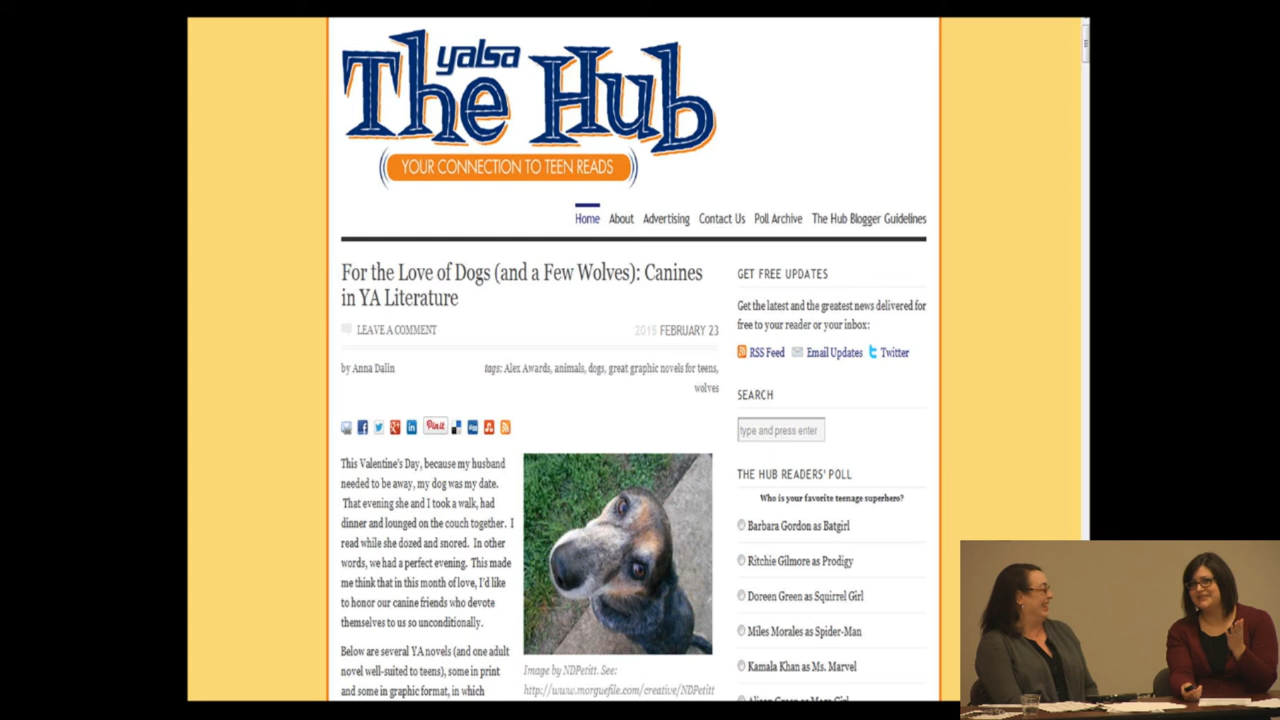 yalsa
The Hub
YOUR CONNECTION TO TEEN READS
Home About Advertising Contact Us Poll Archive The Hub Blogger Guidelines
For the Love of Dogs (and a Few Wolves): Canines
in YA Literature
LEAVE A COMMENT
2015 FEBRUARY 23
by Anna Dalin
tags: Alex Awards, animals, dogs, great graphic novels for teens,
wolves
Pin it
This Valentine's Day, because my husband
needed to be away, my dog was my date.
That evening she and I took a walk, had
dinner and lounged on the couch together. I
read while she dozed and snored. In other
words, we had a perfect evening. This made
me think that in this month of love, I'd like
to honor our canine friends who devote
themselves to us so unconditionally.
Below are several YA novels (and one adult
novel well-suited to teens), some in print
and some in graphic format, in which
Image by NDPetitt. See:
http://www.morguefile.com/creative/NDPetitt
GET FREE UPDATES
Get the latest and the greatest news delivered for
free to your reader or your inbox:
RSS Feed Email Updates Twitter
SEARCH
type and press enter
THE HUB READERS' POLL
Who is your favorite teenage superhero?
Barbara Gordon as Batgirl
Ritchie Gilmore as Prodigy
Doreen Green as Squirrel Girl
Miles Morales as Spider-Man
Kamala Khan as Ms. Marvel